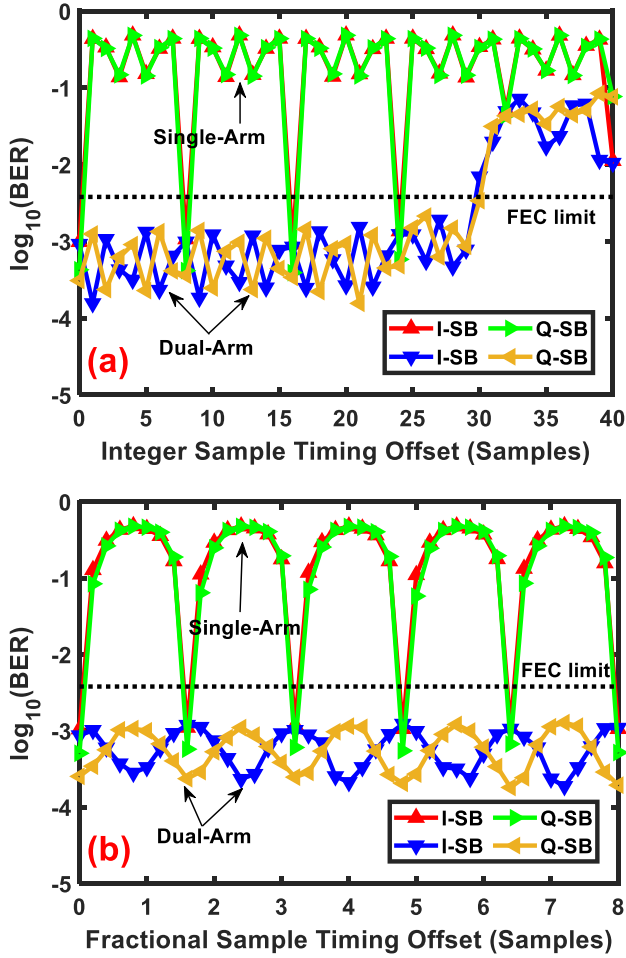 0
-1
-2
-3
-4
-5
log10(BER)
Single-Arm
FEC limit
Dual-Arm
(a)
I-SB Q-SB
I-SB Q-SB
0 5 10 15 20 25 30 35 40
Integer Sample Timing Offset (Samples)
0
-1
-2
-3
-4
-5
log10(BER)
Single-Arm
FEC limit
Dual-Arm
(b)
I-SB Q-SB
I-SB Q-SB
0 1 2 3 4 5 6 7 8
Fractional Sample Timing Offset (Samples)